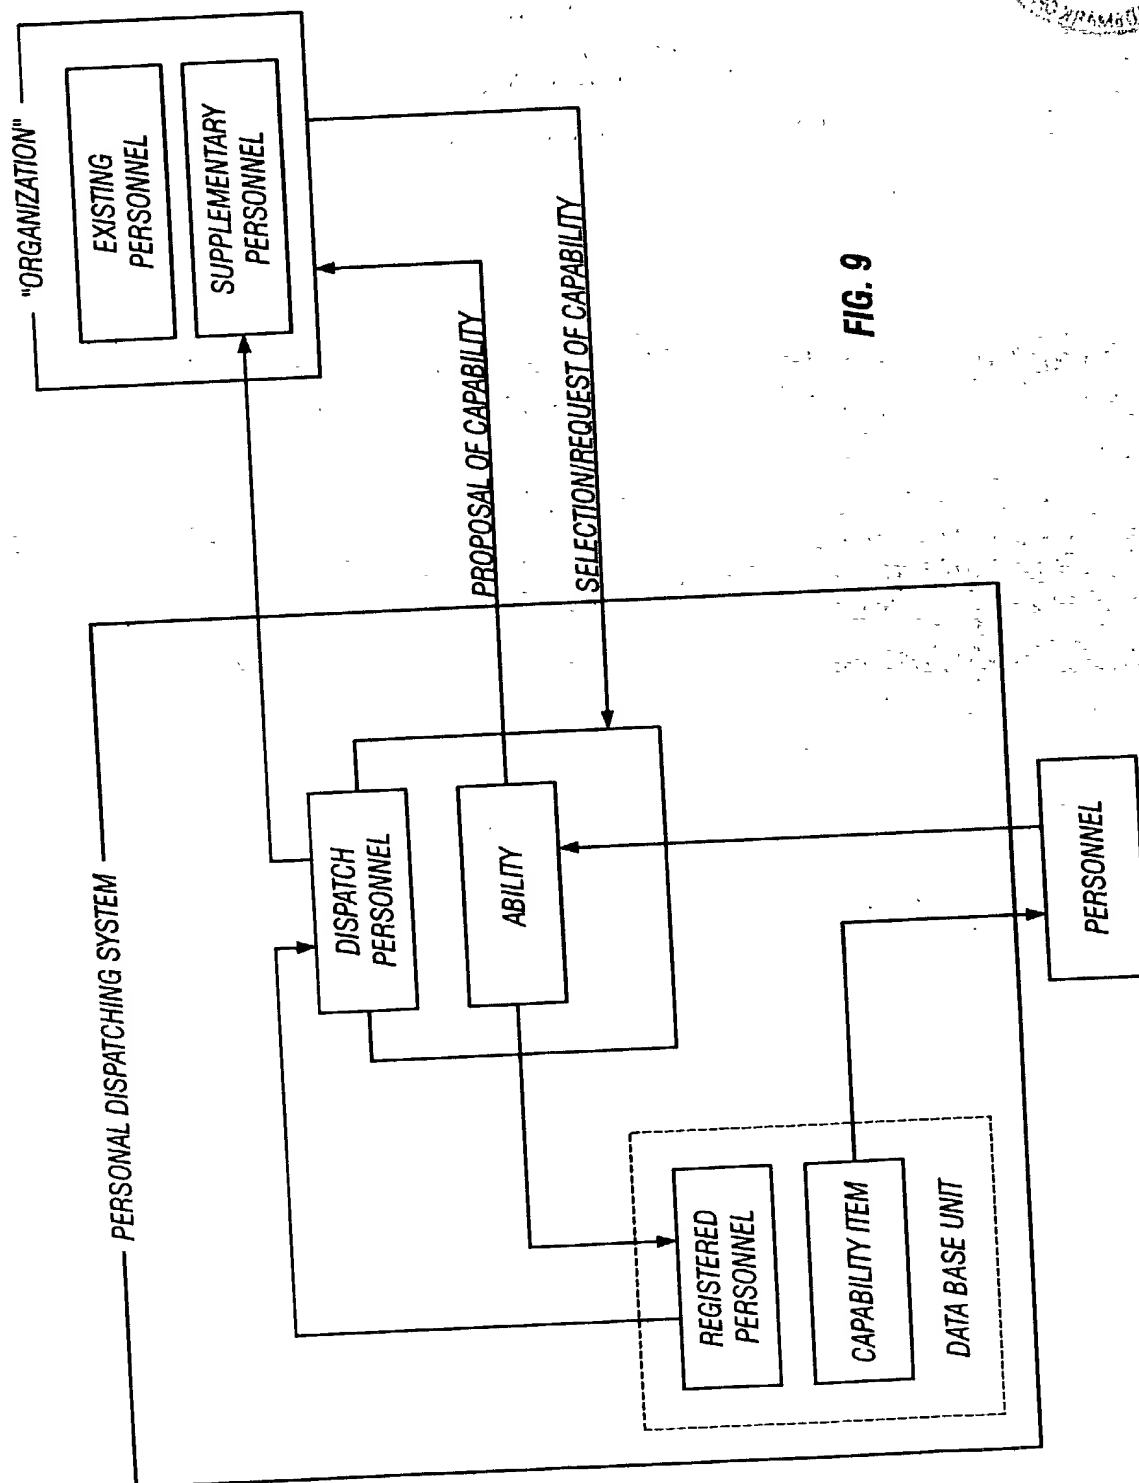 PERSONAL DISPATCHING SYSTEM
"ORGANIZATION"
EXISTING
PERSONNEL
SUPPLEMENTARY
PERSONNEL
DISPATCH
PERSONNEL
ABILITY
PROPOSAL OF CAPABILITY
SELECTION/REQUEST OF CAPABILITY
REGISTERED
PERSONNEL
CAPABILITY ITEM
DATA BASE UNIT
PERSONNEL
FIG. 9